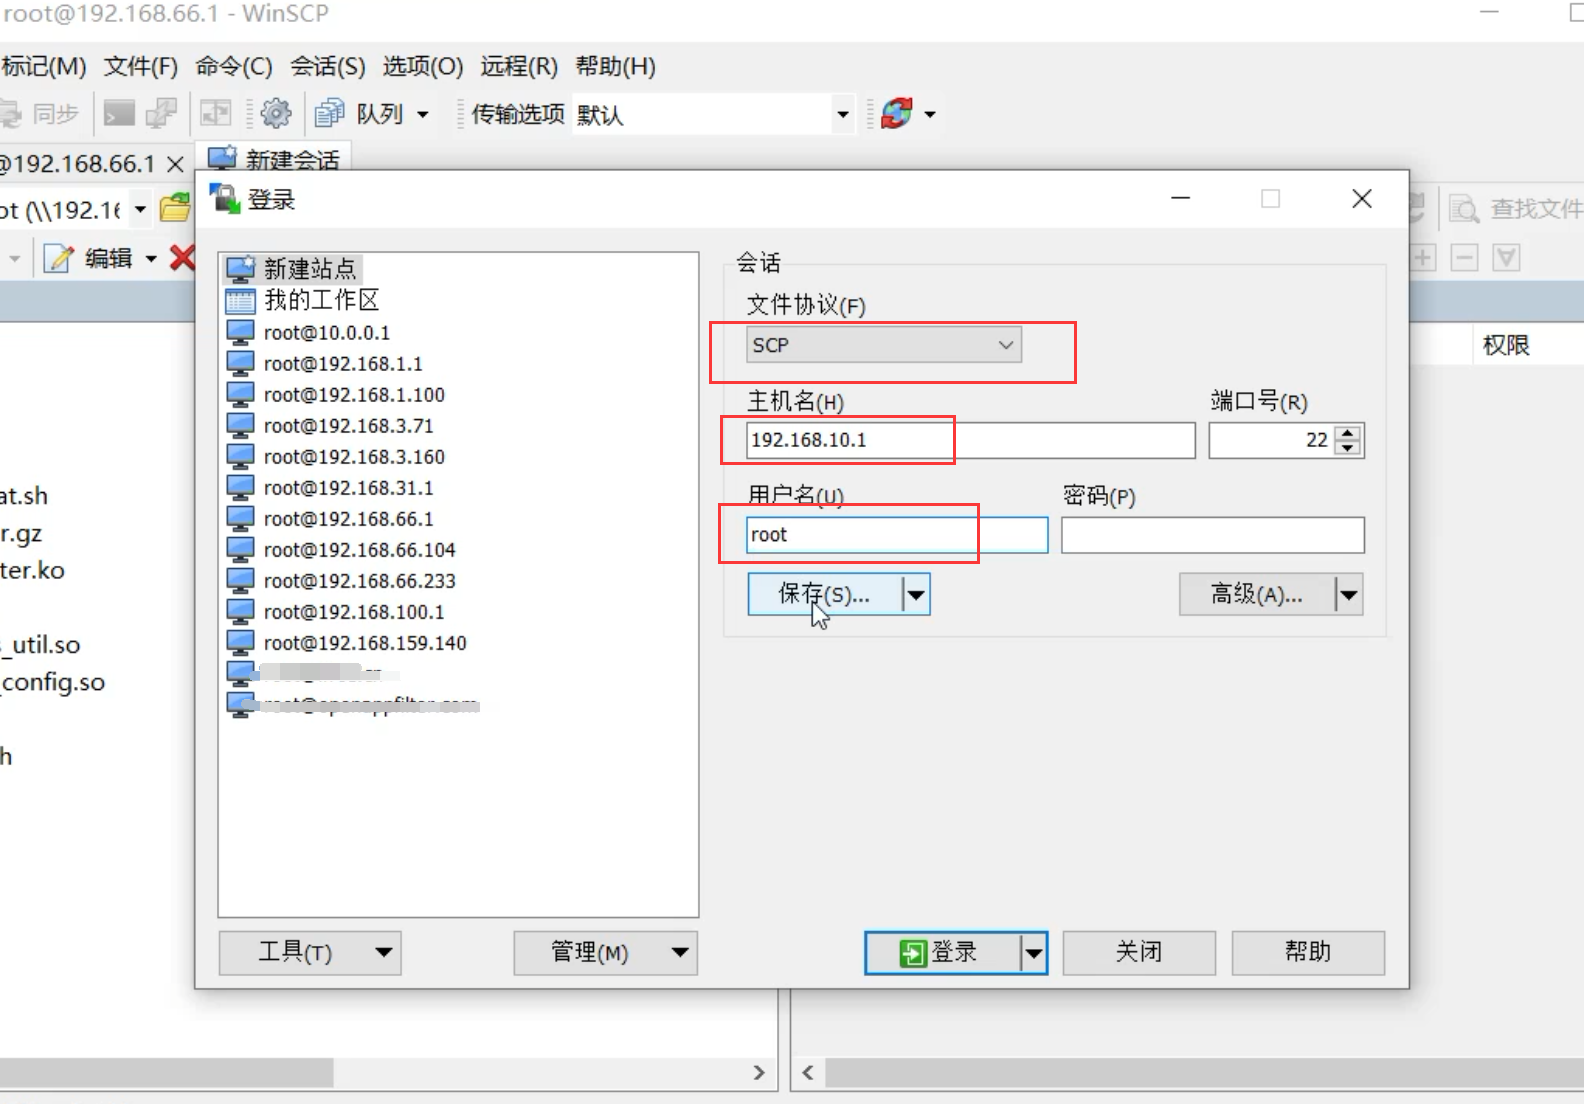 root@192.168.66.1 - WinSCP
标记(M) 文件(F) 命令(C) 会话(S) 选项(O) 远程(R) 帮助(H)
同步 队列 传输选项 默认
@192.168.66.1 新建会话
ot (\\192.16 查找文件
编辑
权限
at.sh
r.gz
ter.ko
_util.so
_config.so
h
登录
新建站点
我的工作区
root@10.0.0.1
root@192.168.1.1
root@192.168.1.100
root@192.168.3.71
root@192.168.3.160
root@192.168.31.1
root@192.168.66.1
root@192.168.66.104
root@192.168.66.233
root@192.168.100.1
root@192.168.159.140
会话
文件协议(F)
SCP
主机名(H) 端口号(R)
192.168.10.1 22
用户名(U) 密码(P)
root
保存(S)... 高级(A)...
工具(T) 管理(M) 登录 关闭 帮助